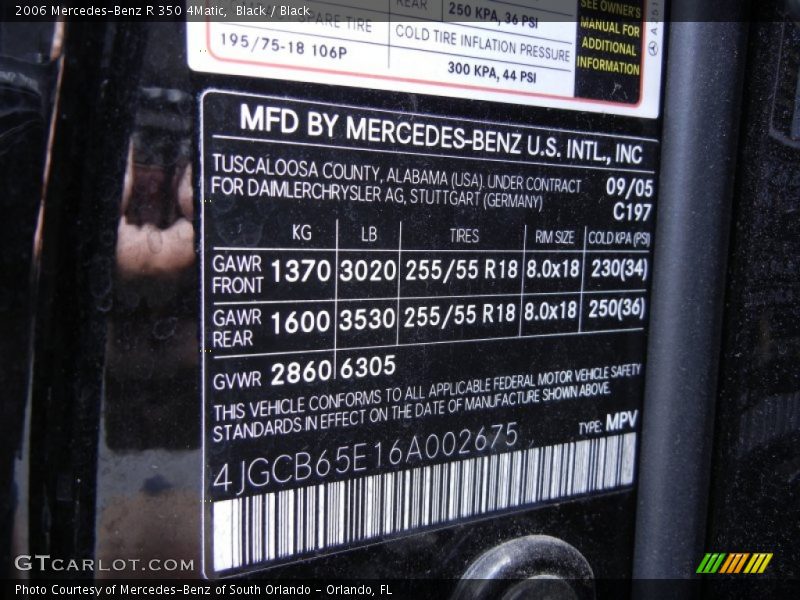 2006 Mercedes-Benz R 350 4Matic, Black / Black
SPARE TIRE
REAR
250 KPA, 36 PSI
195/75-18 106P
COLD TIRE INFLATION PRESSURE
300 KPA, 44 PSI
SEE OWNER'S
MANUAL FOR
ADDITIONAL
INFORMATION
MFD BY MERCEDES-BENZ U.S. INTL., INC
TUSCALOOSA COUNTY, ALABAMA (USA). UNDER CONTRACT 09/05
FOR DAIMLERCHRYSLER AG, STUTTGART (GERMANY) C197
KG LB TIRES RIM SIZE COLD KPA (PSI)
GAWR
FRONT 1370 3020 255/55 R18 8.0x18 230(34)
GAWR
REAR 1600 3530 255/55 R18 8.0x18 250(36)
GVWR 2860 6305
THIS VEHICLE CONFORMS TO ALL APPLICABLE FEDERAL MOTOR VEHICLE SAFETY
STANDARDS IN EFFECT ON THE DATE OF MANUFACTURE SHOWN ABOVE.
4JGCB65E16A002675 TYPE: MPV
GTcarlot.com
Photo Courtesy of Mercedes-Benz of South Orlando - Orlando, FL